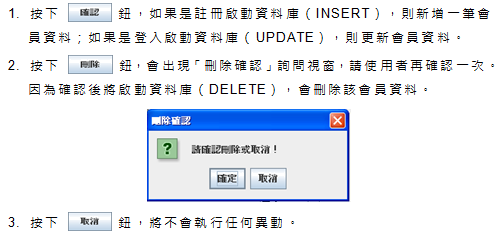 1. 按下 確認 鈕，如果是註冊啟動資料庫（INSERT），則新增一筆會
員資料；如果是登入啟動資料庫（UPDATE），則更新會員資料。
2. 按下 刪除 鈕，會出現「刪除確認」詢問視窗，請使用者再確認一次。
因為確認後將啟動資料庫（DELETE），會刪除該會員資料。
刪除確認
請確認刪除或取消！
確定 取消
3. 按下 取消 鈕，將不會執行任何異動。